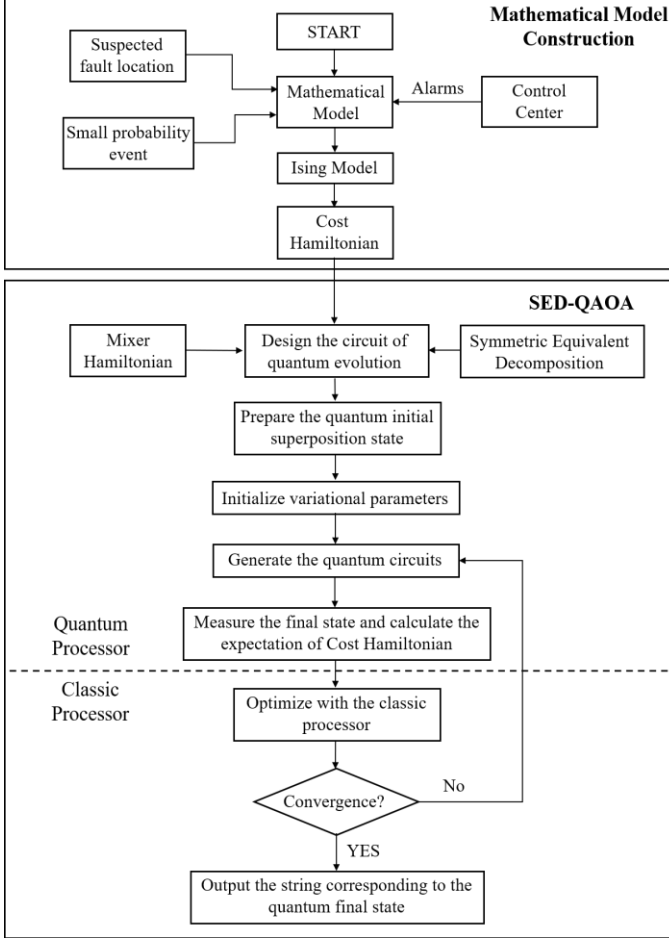 Mathematical Model
Construction
START
Suspected
fault location
Mathematical
Model
Alarms
Control
Center
Small probability
event
Ising Model
Cost
Hamiltonian
SED-QAOA
Mixer
Hamiltonian
Design the circuit of
quantum evolution
Symmetric Equivalent
Decomposition
Prepare the quantum initial
superposition state
Initialize variational parameters
Generate the quantum circuits
Quantum
Processor
Measure the final state and calculate the
expectation of Cost Hamiltonian
Classic
Processor
Optimize with the classic
processor
Convergence?
No
YES
Output the string corresponding to the
quantum final state